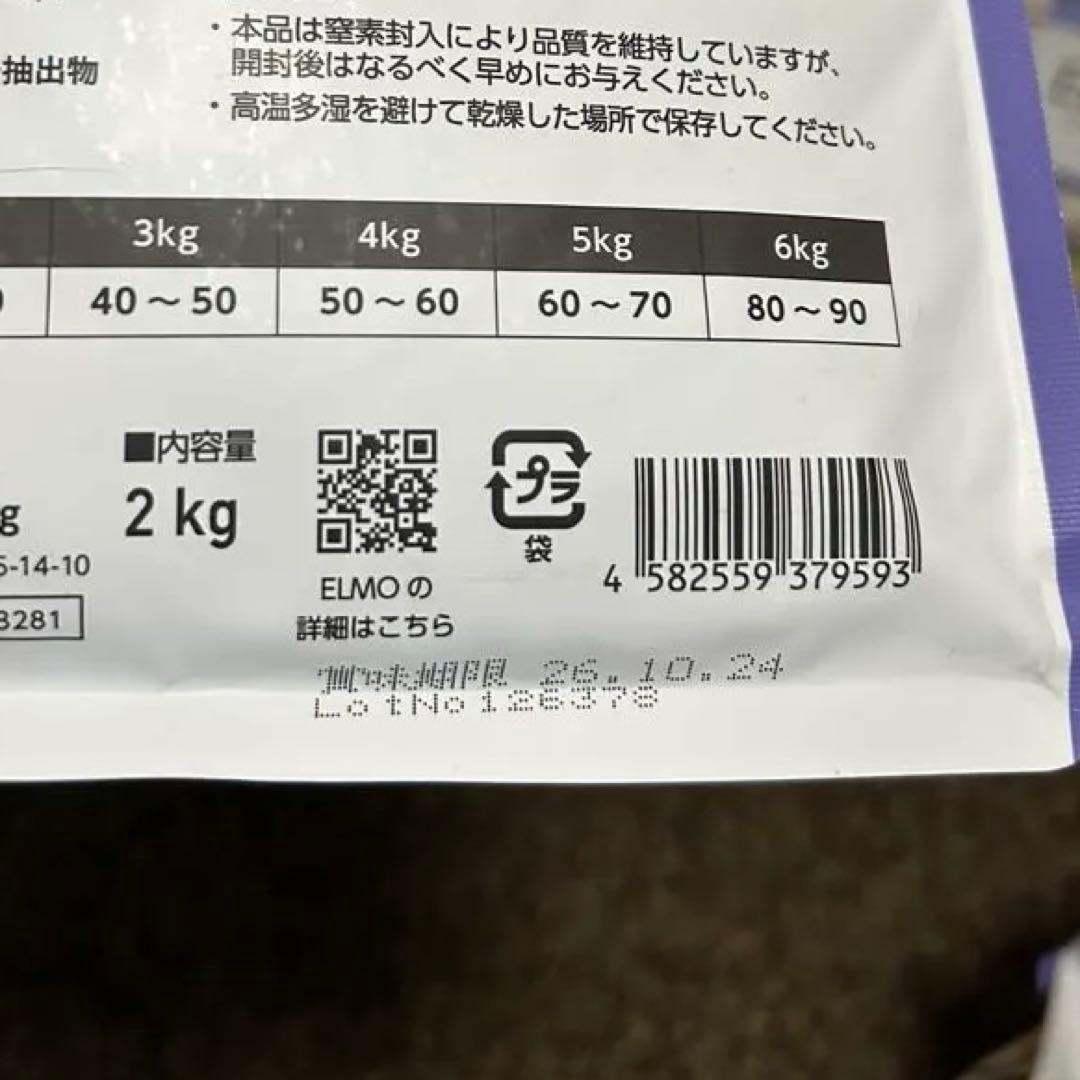 抽出物
・本品は窒素封入により品質を維持していますが、
開封後はなるべく早めにお与えください。
・高温多湿を避けて乾燥した場所で保存してください。
3kg 4kg 5kg 6kg
40～50 50～60 60～70 80～90
■内容量
2 kg
g
5-14-10
3281
ELMOの
詳細はこちら
プラ
袋
4 582559 379593
賞味期限 26.10.24
LotNo126378